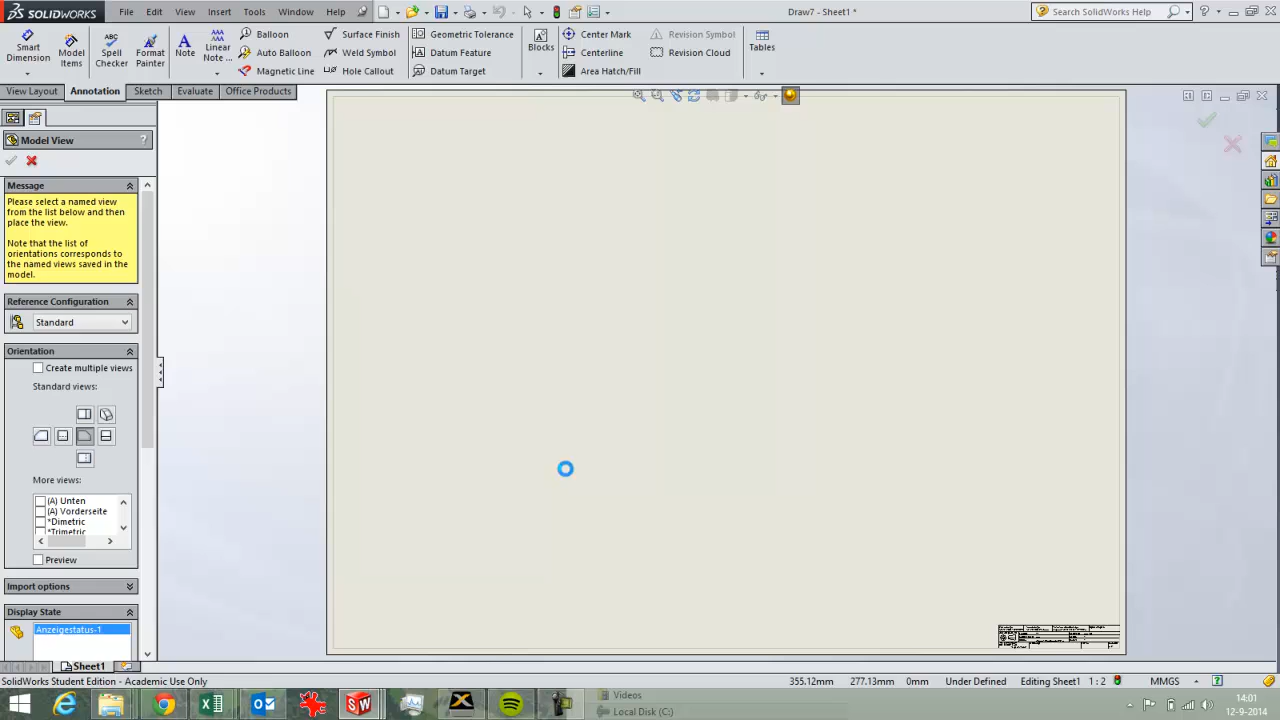 SOLIDWORKS File Edit View Insert Tools Window Help Draw7 - Sheet1 * Search SolidWorks Help
Smart Dimension Model Items Spell Checker Format Painter Note Linear Note ... Balloon Surface Finish Geometric Tolerance Blocks Center Mark Revision Symbol Tables
Auto Balloon Weld Symbol Datum Feature Centerline Revision Cloud
Magnetic Line Hole Callout Datum Target Area Hatch/Fill
View Layout Annotation Sketch Evaluate Office Products
Model View ?
Message
Please select a named view
from the list below and then
place the view.
Note that the list of
orientations corresponds to
the named views saved in the
model.
Reference Configuration
Standard
Orientation
Create multiple views
Standard views:
More views:
(A) Unten
(A) Vorderseite
*Dimetric
*Trimetric
Preview
Import options
Display State
Anzeigestatus-1
Sheet1
SolidWorks Student Edition - Academic Use Only 355.12mm 277.13mm 0mm Under Defined Editing Sheet1 1 : 2 MMGS
Videos
Local Disk (C:)
14:01
12-9-2014